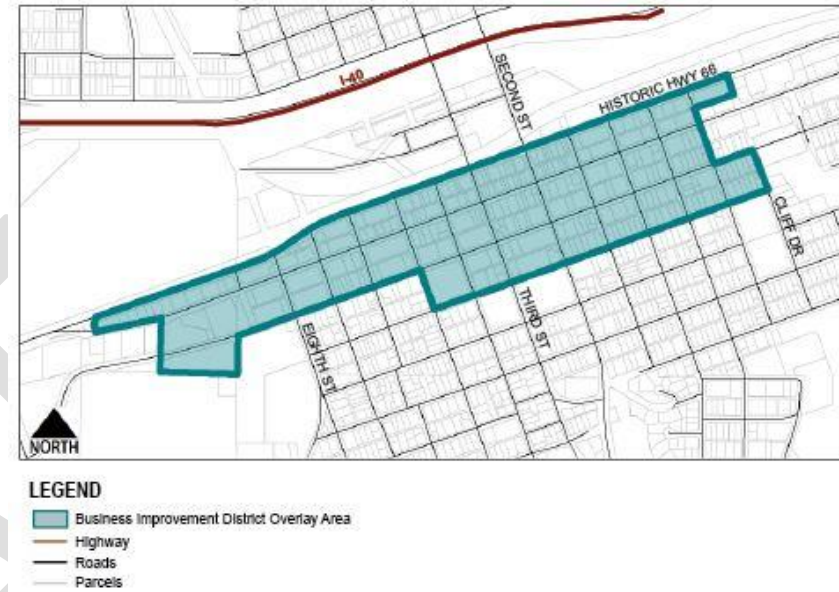 I-40
SECOND ST
HISTORIC HWY 66
CLIFF DR
THIRD ST
EIGHTH ST
NORTH
LEGEND
Business Improvement District Overlay Area
Highway
Roads
Parcels